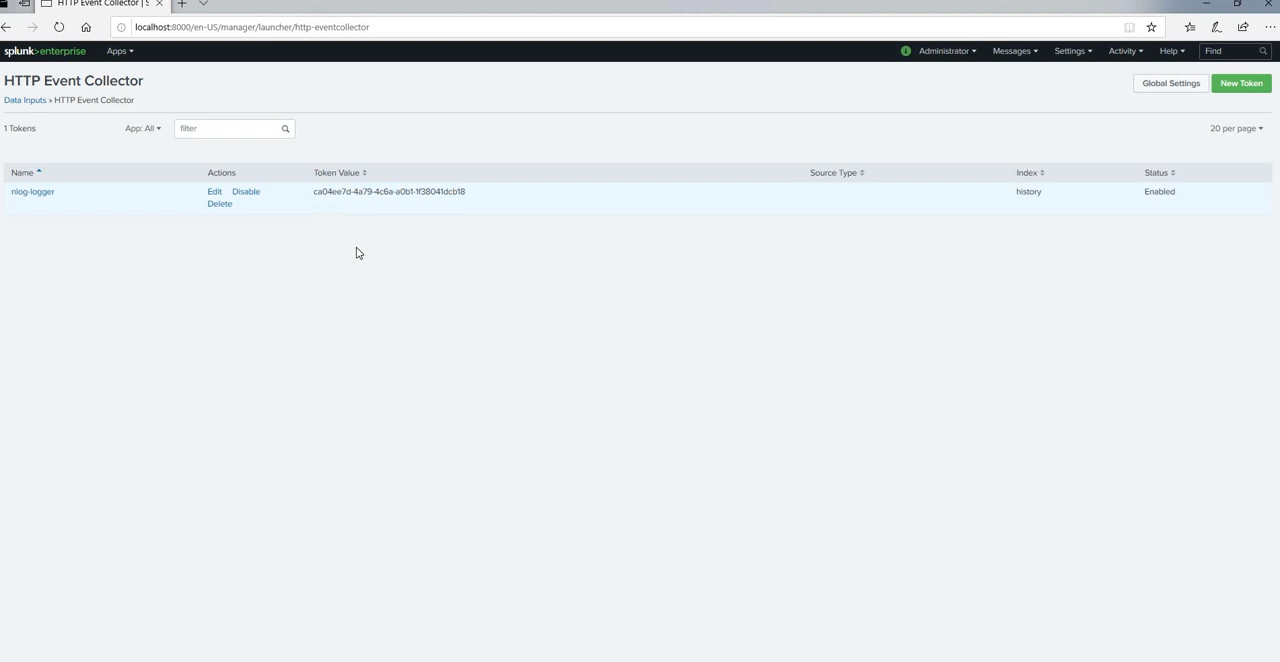 HTTP Event Collector | S
localhost:8000/en-US/manager/launcher/http-eventcollector
splunk>enterprise Apps Administrator Messages Settings Activity Help Find
HTTP Event Collector
Global Settings New Token
Data Inputs » HTTP Event Collector
1 Tokens App: All filter 20 per page
Name Actions Token Value Source Type Index Status
nlog-logger Edit Disable ca04ee7d-4a79-4c6a-a0b1-1f38041dcb18 history Enabled
Delete